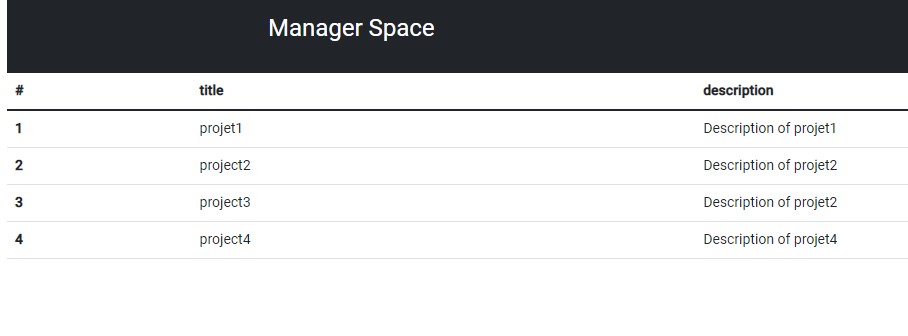 Manager Space
# title description
1 projet1 Description of projet1
2 project2 Description of projet2
3 project3 Description of projet2
4 project4 Description of projet4